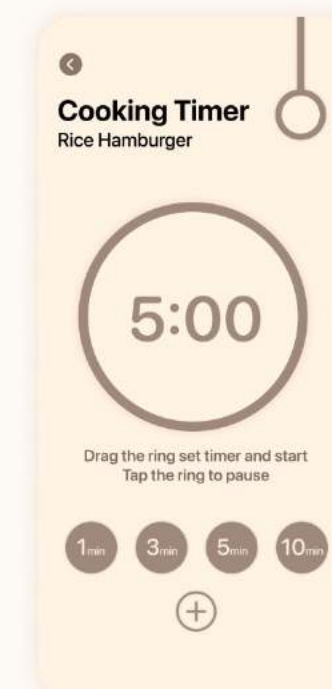 Cooking Timer
Rice Hamburger
5:00
Drag the ring set timer and start
Tap the ring to pause
1min 3min 5min 10min